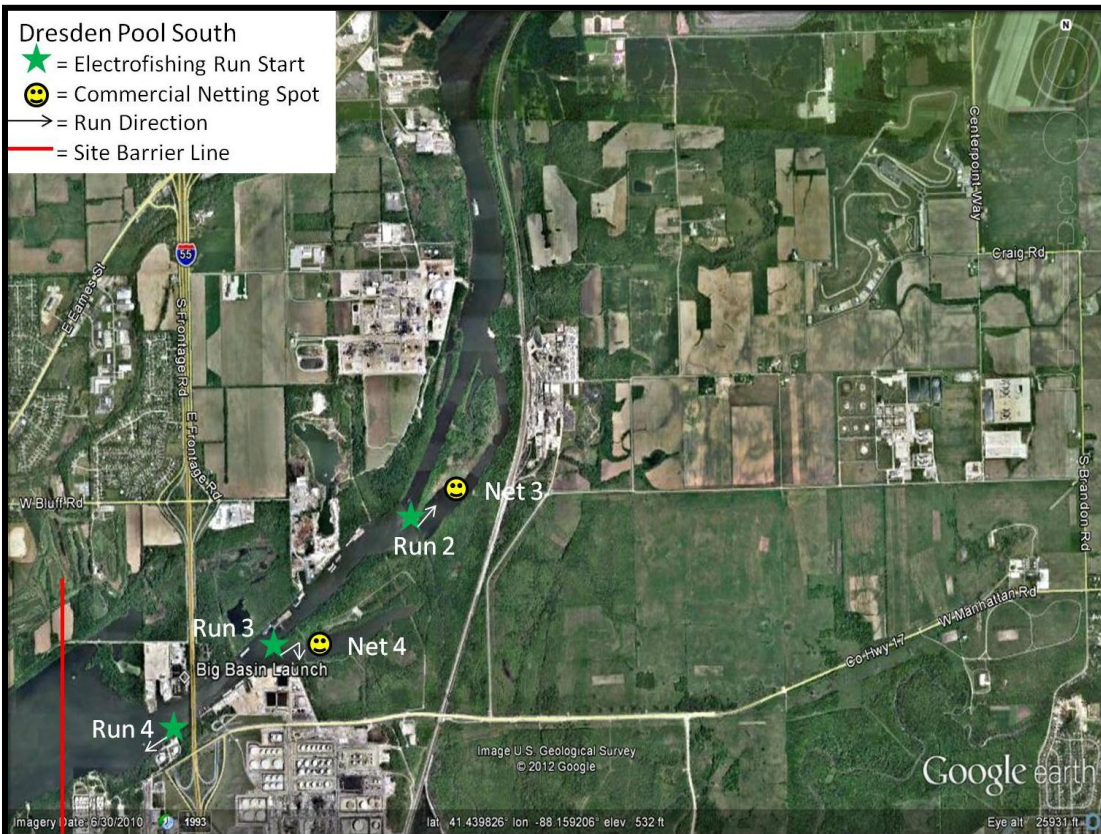 Dresden Pool South
= Electrofishing Run Start
= Commercial Netting Spot
= Run Direction
= Site Barrier Line
N
Centerpoint Way
55
Craig Rd
E Eames St
S Frontage Rd
E Frontage Rd
W Bluff Rd
S Brandon Rd
Net 3
Run 2
W Manhattan Rd
Run 3
Net 4
Co Hwy 17
Big Basin Launch
Run 4
Image U.S. Geological Survey
© 2012 Google
Google earth
Imagery Date: 6/30/2010
1993
lat 41.439826° lon -88.159206° elev 532 ft
Eye alt 25931 ft